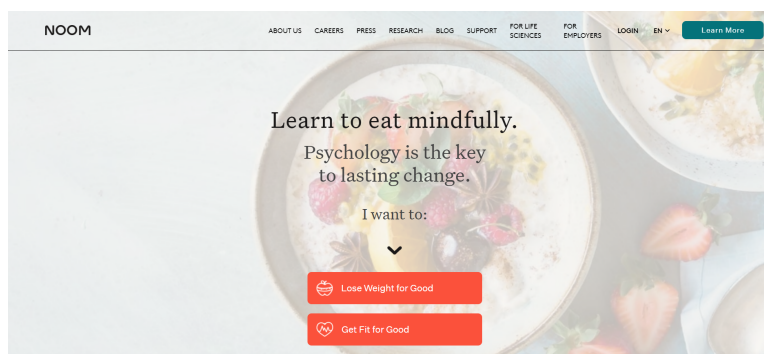 NOOM
ABOUT US CAREERS PRESS RESEARCH BLOG SUPPORT FOR LIFE SCIENCES FOR EMPLOYERS LOGIN EN Learn More
Learn to eat mindfully.
Psychology is the key
to lasting change.
I want to:
Lose Weight for Good
Get Fit for Good